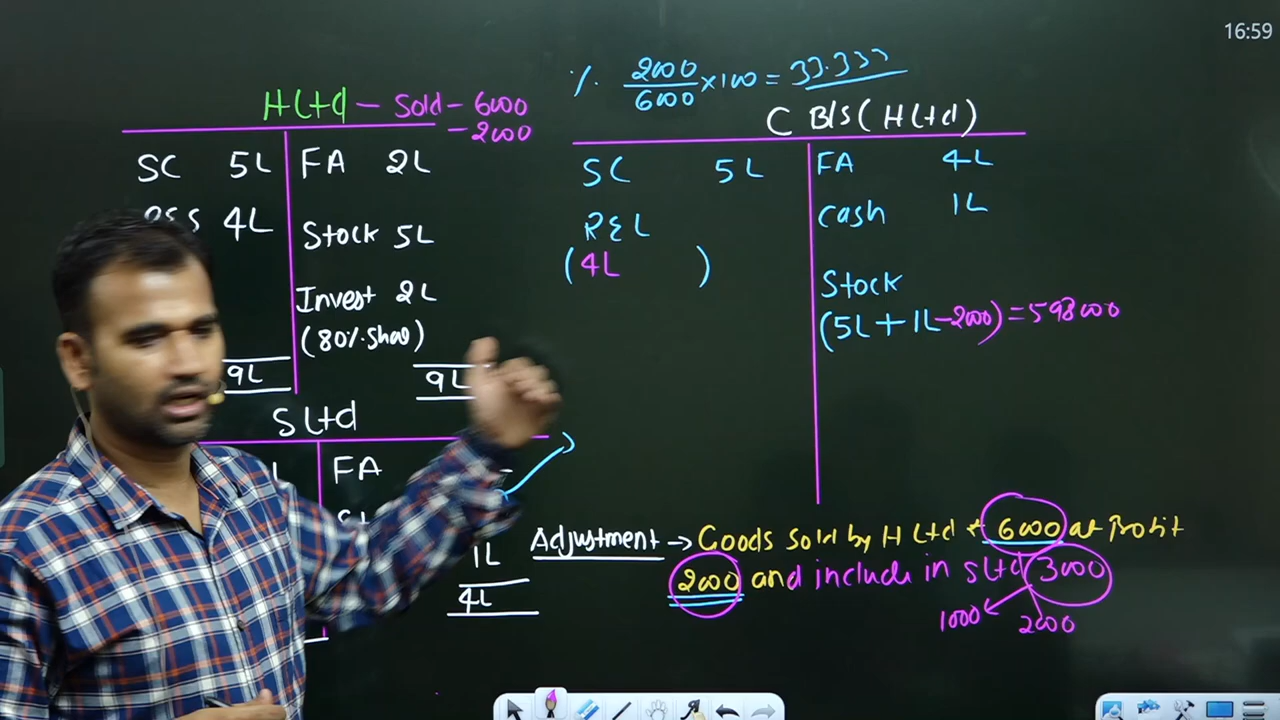 16:59
% 2000/6000 × 100 = 33.333
H Ltd — Sold — 6000
— 2000
SC 5L FA 2L
R&S 4L Stock 5L
Invest 2L
(80% Share)
9L 9L
S Ltd
FA
1L
4L
C B/S (H Ltd)
SC 5L FA 4L
R&L Cash 1L
(4L ) Stock
(5L + 1L - 2000) = 598000
Adjustment → Goods sold by H Ltd 6000 at Profit
2000 and include in S Ltd 3000
1000 2000